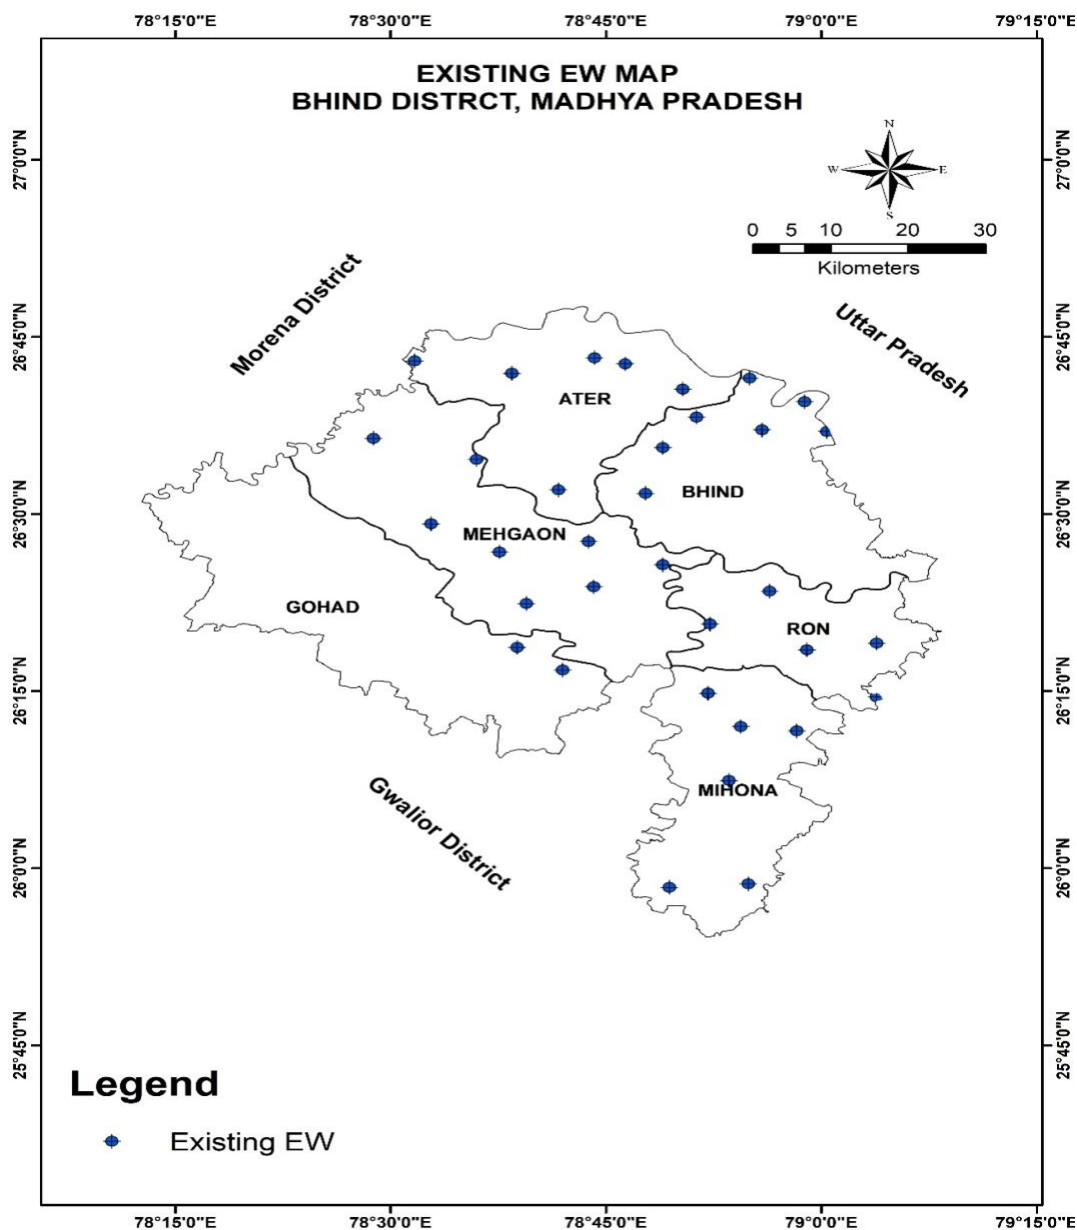 78°15'0"E 78°30'0"E 78°45'0"E 79°0'0"E 79°15'0"E
EXISTING EW MAP
BHIND DISTRCT, MADHYA PRADESH
N
W E
S
27°0'0"N 27°0'0"N
0 5 10 20 30
Kilometers
Morena District
Uttar Pradesh
26°45'0"N 26°45'0"N
ATER
BHIND
26°30'0"N 26°30'0"N
MEHGAON
GOHAD
RON
26°15'0"N 26°15'0"N
MIHONA
Gwalior District
26°0'0"N 26°0'0"N
25°45'0"N 25°45'0"N
Legend
Existing EW
78°15'0"E 78°30'0"E 78°45'0"E 79°0'0"E 79°15'0"E